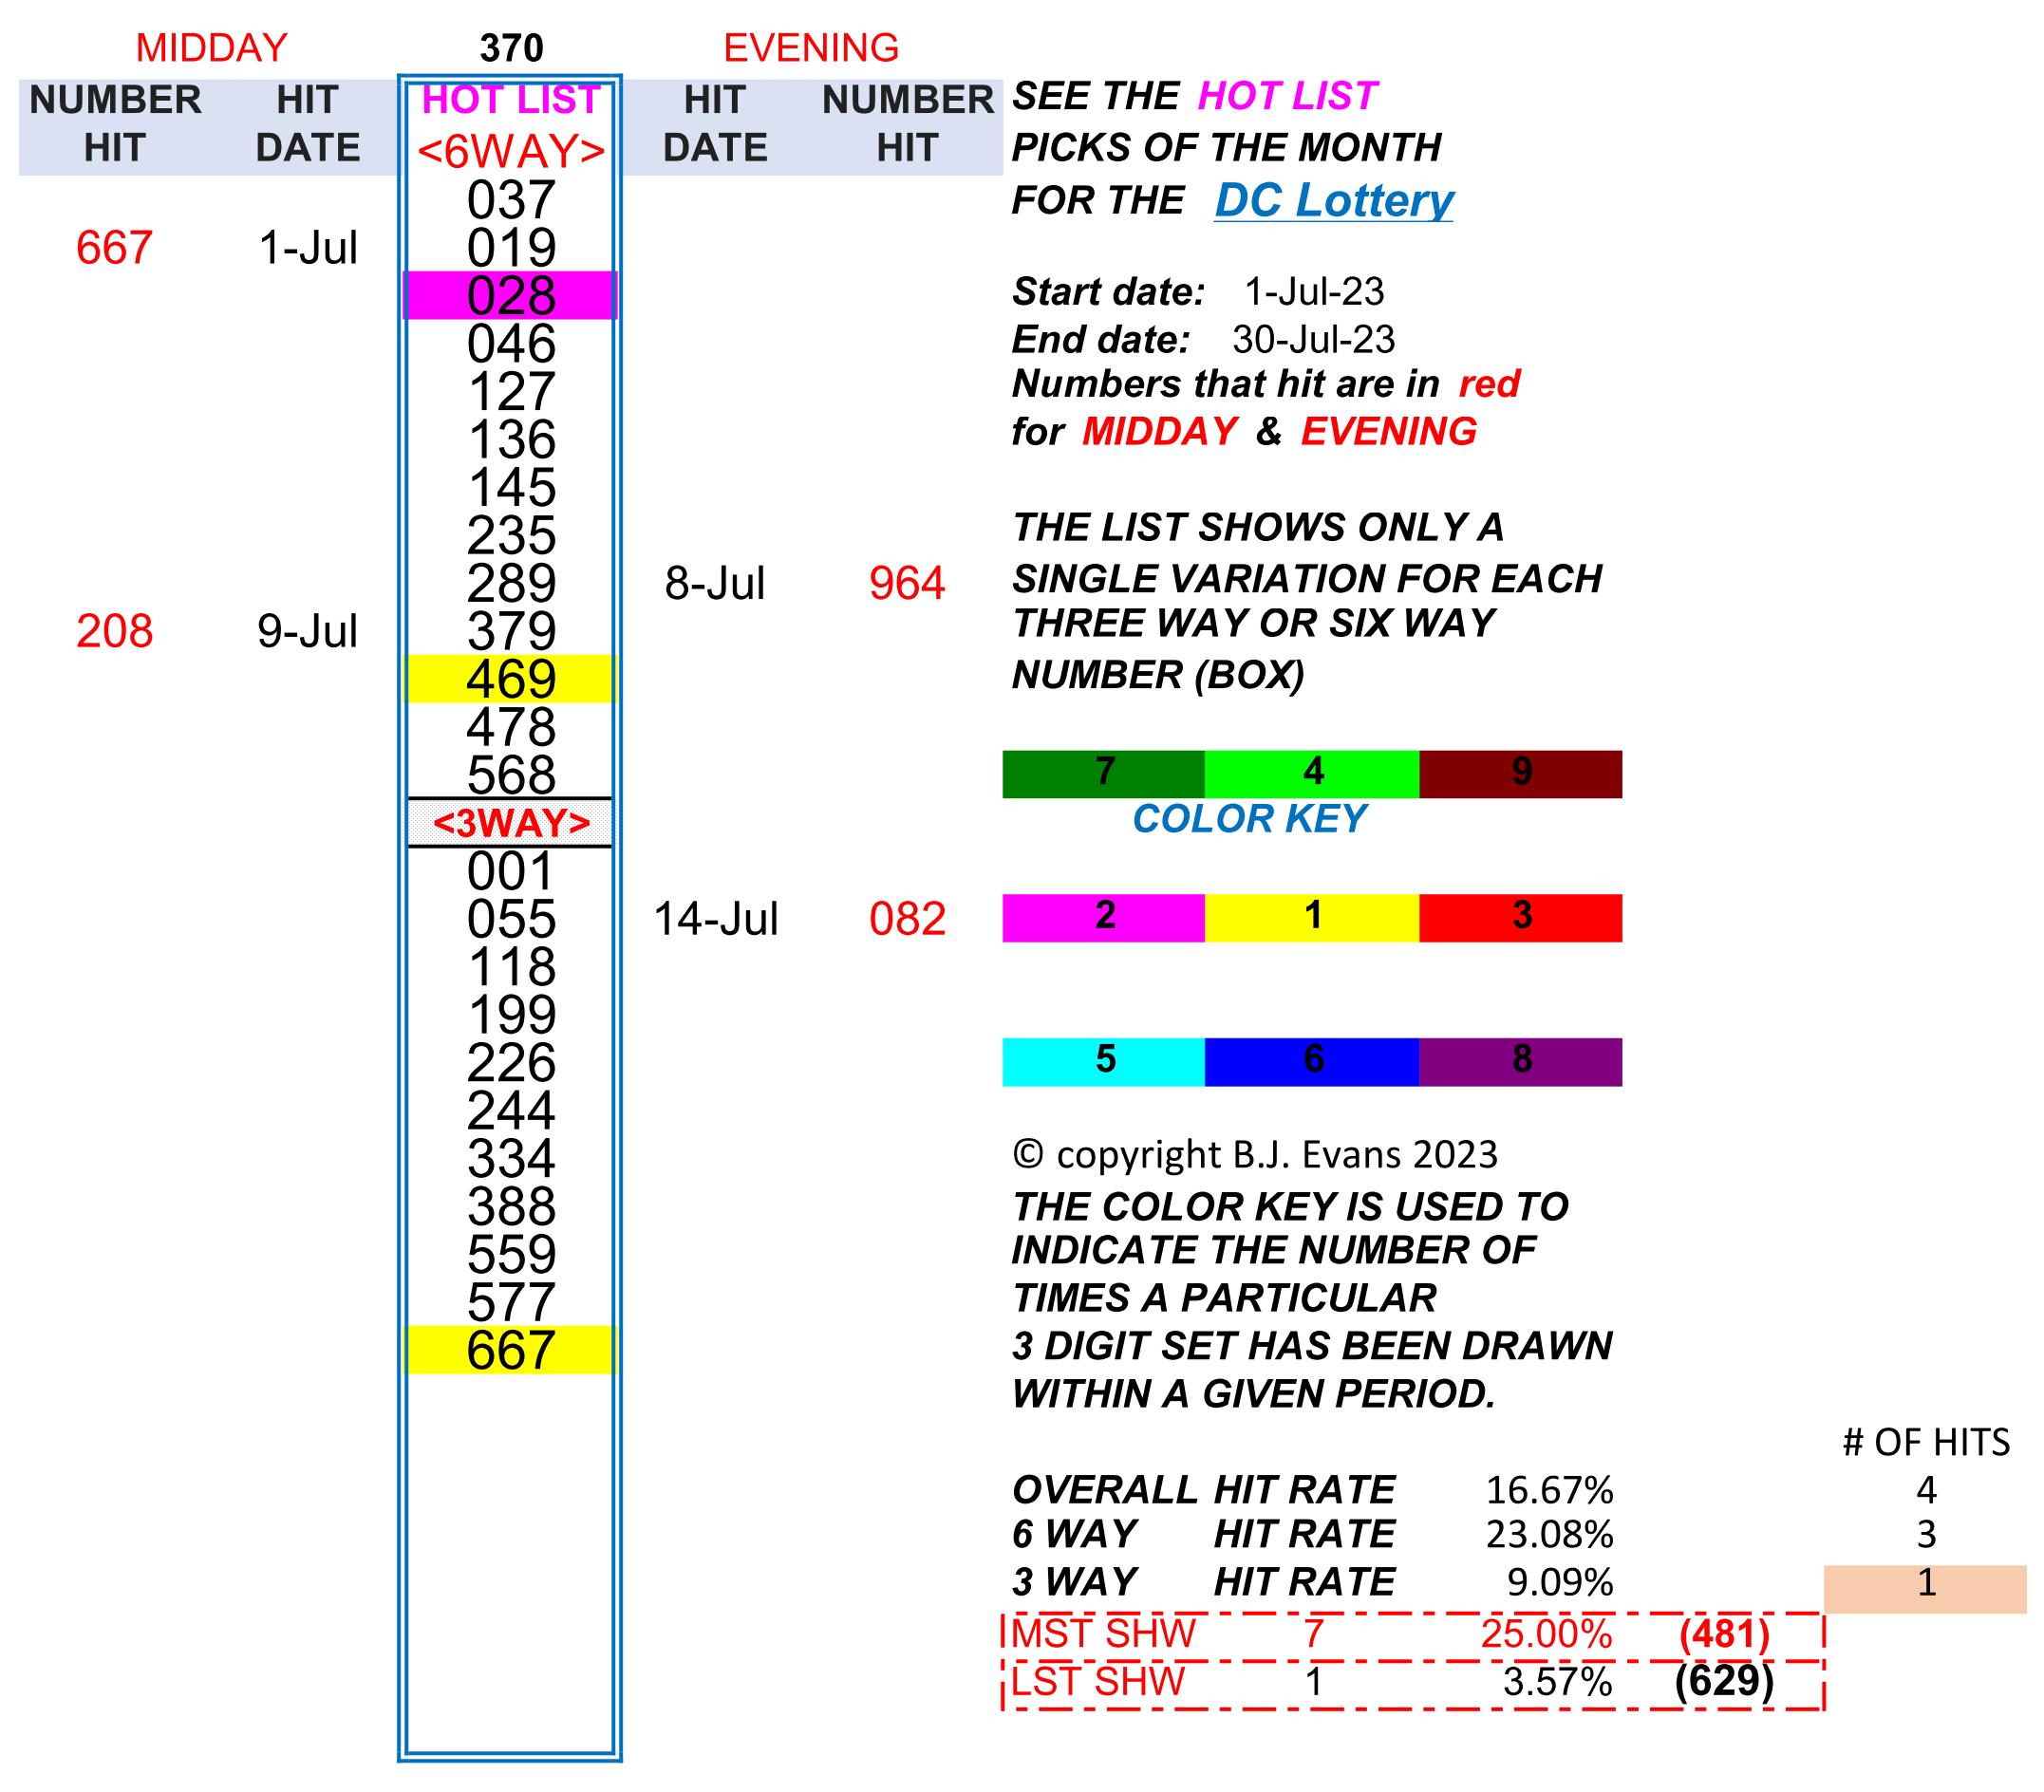 MIDDAY 370 EVENING
NUMBER HIT HOT LIST HIT NUMBER SEE THE HOT LIST
HIT DATE <6WAY> DATE HIT PICKS OF THE MONTH
037 FOR THE DC Lottery
667 1-Jul 019
028 Start date: 1-Jul-23
046 End date: 30-Jul-23
127 Numbers that hit are in red
136 for MIDDAY & EVENING
145
235 THE LIST SHOWS ONLY A
289 8-Jul 964 SINGLE VARIATION FOR EACH
208 9-Jul 379 THREE WAY OR SIX WAY
469 NUMBER (BOX)
478
568 7 4 9
<3WAY> COLOR KEY
001
055 14-Jul 082 2 1 3
118
199
226 5 6 8
244
334 © copyright B.J. Evans 2023
388 THE COLOR KEY IS USED TO
559 INDICATE THE NUMBER OF
577 TIMES A PARTICULAR
667 3 DIGIT SET HAS BEEN DRAWN
WITHIN A GIVEN PERIOD.
# OF HITS
OVERALL HIT RATE 16.67% 4
6 WAY HIT RATE 23.08% 3
3 WAY HIT RATE 9.09% 1
MST SHW 7 25.00% (481)
LST SHW 1 3.57% (629)